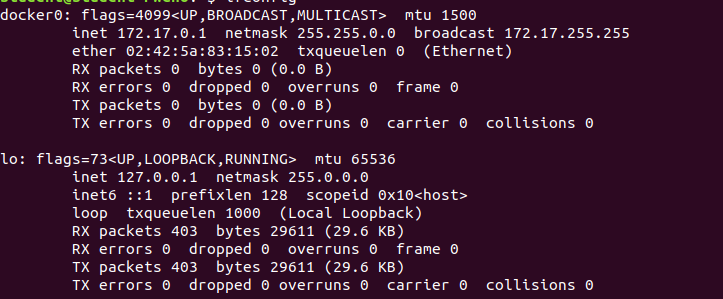 docker0: flags=4099<UP,BROADCAST,MULTICAST>  mtu 1500
        inet 172.17.0.1  netmask 255.255.0.0  broadcast 172.17.255.255
        ether 02:42:5a:83:15:02  txqueuelen 0  (Ethernet)
        RX packets 0  bytes 0 (0.0 B)
        RX errors 0  dropped 0  overruns 0  frame 0
        TX packets 0  bytes 0 (0.0 B)
        TX errors 0  dropped 0 overruns 0  carrier 0  collisions 0

lo: flags=73<UP,LOOPBACK,RUNNING>  mtu 65536
        inet 127.0.0.1  netmask 255.0.0.0
        inet6 ::1  prefixlen 128  scopeid 0x10<host>
        loop  txqueuelen 1000  (Local Loopback)
        RX packets 403  bytes 29611 (29.6 KB)
        RX errors 0  dropped 0  overruns 0  frame 0
        TX packets 403  bytes 29611 (29.6 KB)
        TX errors 0  dropped 0 overruns 0  carrier 0  collisions 0